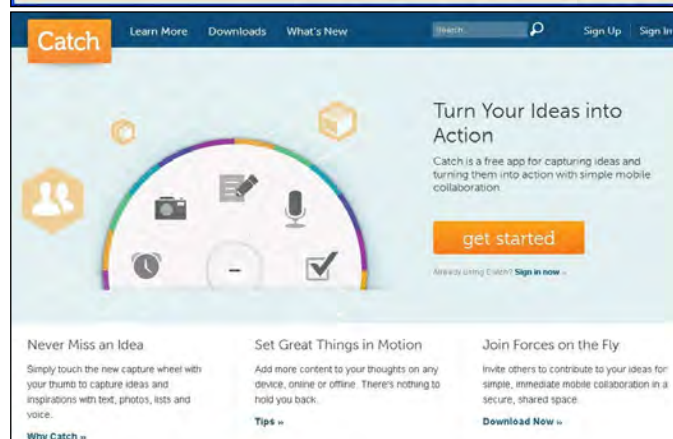 Catch
Learn More Downloads What's New
Search...
Sign Up Sign In
Turn Your Ideas into
Action
Catch is a free app for capturing ideas and
turning them into action with simple mobile
collaboration.
get started
Already using Catch? Sign in now »
Never Miss an Idea
Simply touch the new capture wheel with
your thumb to capture ideas and
inspirations with text, photos, lists and
voice.
Why Catch »
Set Great Things in Motion
Add more content to your thoughts on any
device, online or offline. There's nothing to
hold you back.
Tips »
Join Forces on the Fly
Invite others to contribute to your ideas for
simple, immediate mobile collaboration in a
secure, shared space.
Download Now »